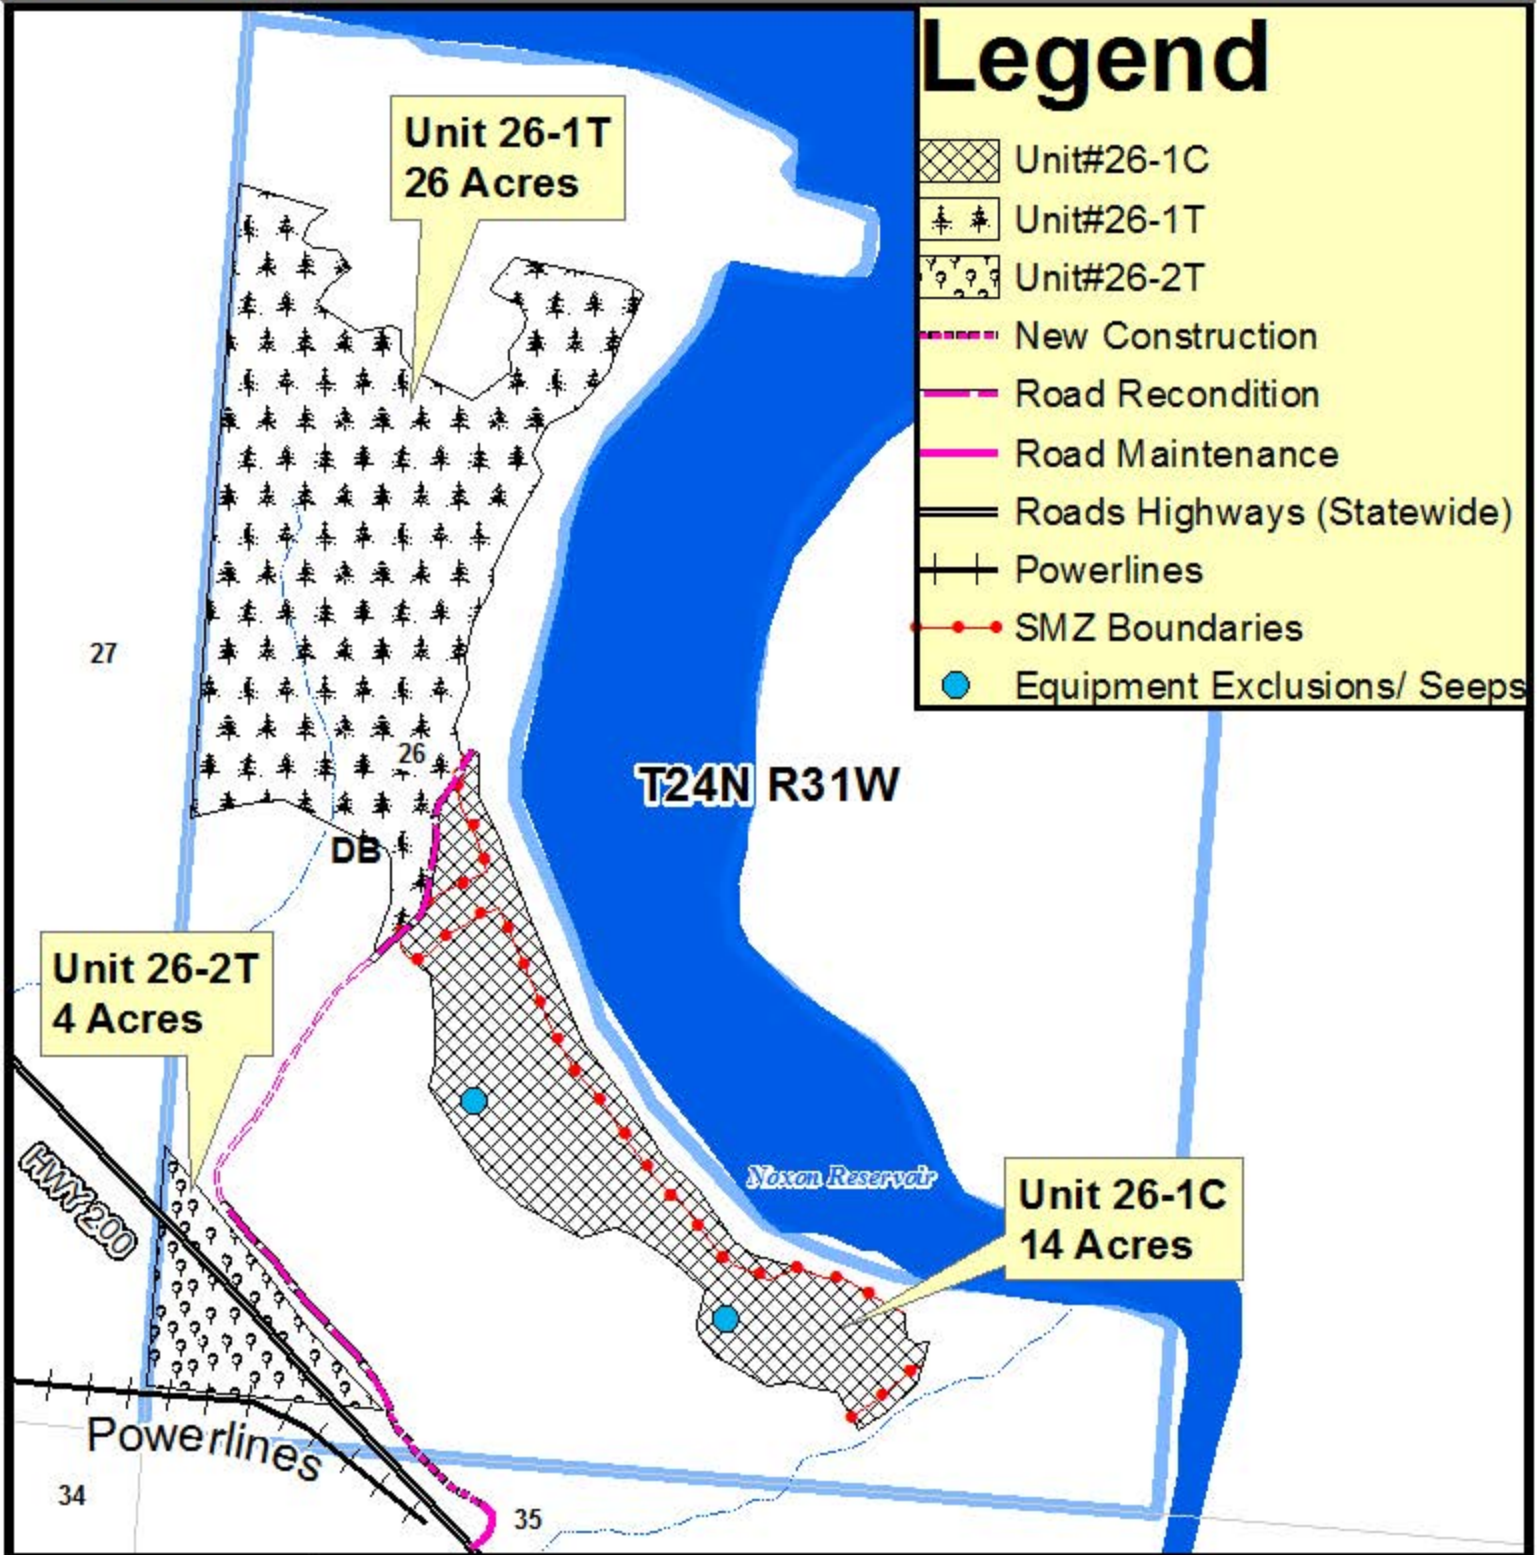 Legend
Unit#26-1C
Unit#26-1T
Unit#26-2T
New Construction
Road Recondition
Road Maintenance
Roads Highways (Statewide)
Powerlines
SMZ Boundaries
Equipment Exclusions/ Seeps
Unit 26-1T
26 Acres
27
26
T24N R31W
DB
Unit 26-2T
4 Acres
HWY 200
Noxon Reservoir
Unit 26-1C
14 Acres
Powerlines
34
35